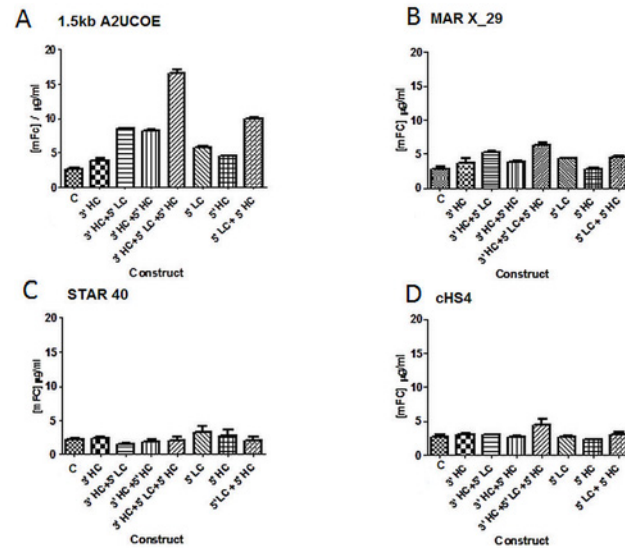 A
1.5kb A2UCOE
[mFc] / µg/ml
20
15
10
5
0
C
3' HC
3' HC+5' LC
3' HC+5' HC
3' HC+5' LC+5' HC
5' LC
5' HC
5' LC+ 5' HC
Construct
B
MAR X_29
[mFC] µg/ml
20
15
10
5
0
C
3' HC
3' HC+5' LC
3' HC+5' HC
3' HC+5' LC+5' HC
5' LC
5' HC
5' LC+ 5' HC
Construct
C
STAR 40
[mFC] µg/ml
20
15
10
5
0
C
3' HC
3' HC+5' LC
3' HC+5' HC
3' HC+5' LC+5 HC
5' LC
5' HC
5' LC+ 5' HC
Construct
D
cHS4
[mFC] µg/ml
20
15
10
5
0
C
3' HC
3' HC+5' LC
3' HC+5' HC
3' HC+5' LC+5' HC
5' LC
5' HC
5' LC+ 5' HC
Construct